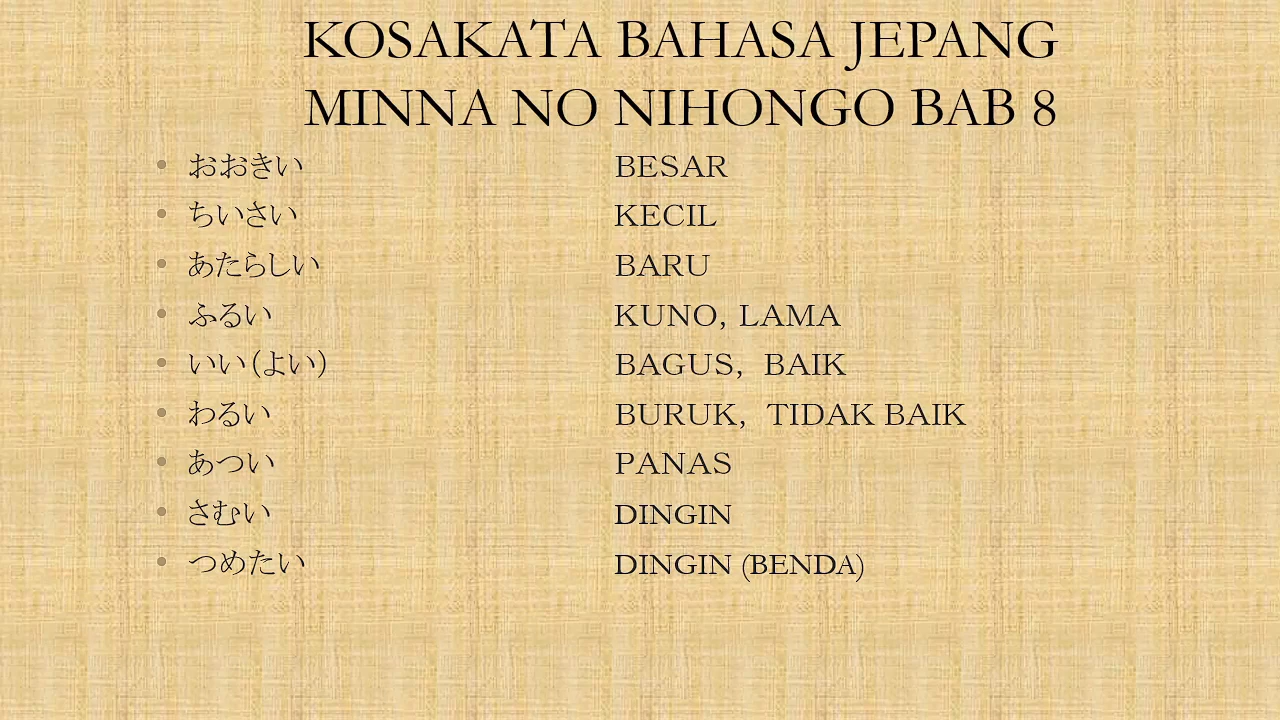 KOSAKATA BAHASA JEPANG
MINNA NO NIHONGO BAB 8
• おおきい BESAR
• ちいさい KECIL
• あたらしい BARU
• ふるい KUNO, LAMA
• いい(よい) BAGUS, BAIK
• わるい BURUK, TIDAK BAIK
• あつい PANAS
• さむい DINGIN
• つめたい DINGIN (BENDA)